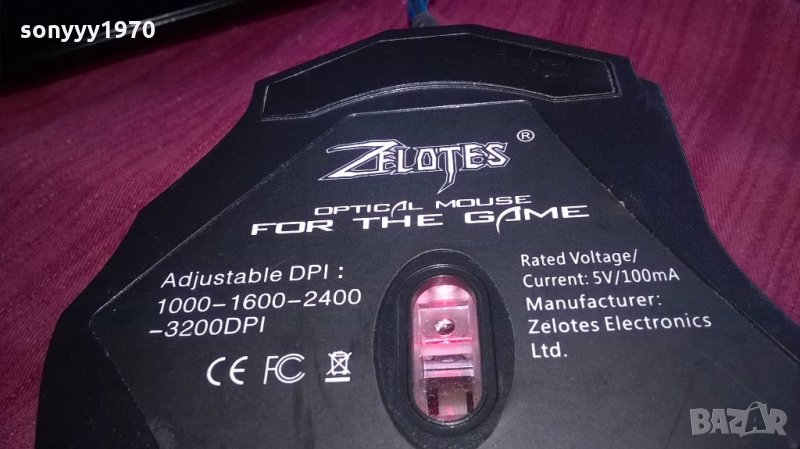 sonyyy1970
ZELOTES ®
OPTICAL MOUSE
FOR THE GAME
Adjustable DPI :
1000-1600-2400
-3200DPI
CE FC
Rated Voltage/
Current: 5V/100mA
Manufacturer:
Zelotes Electronics
Ltd.
BAZAR